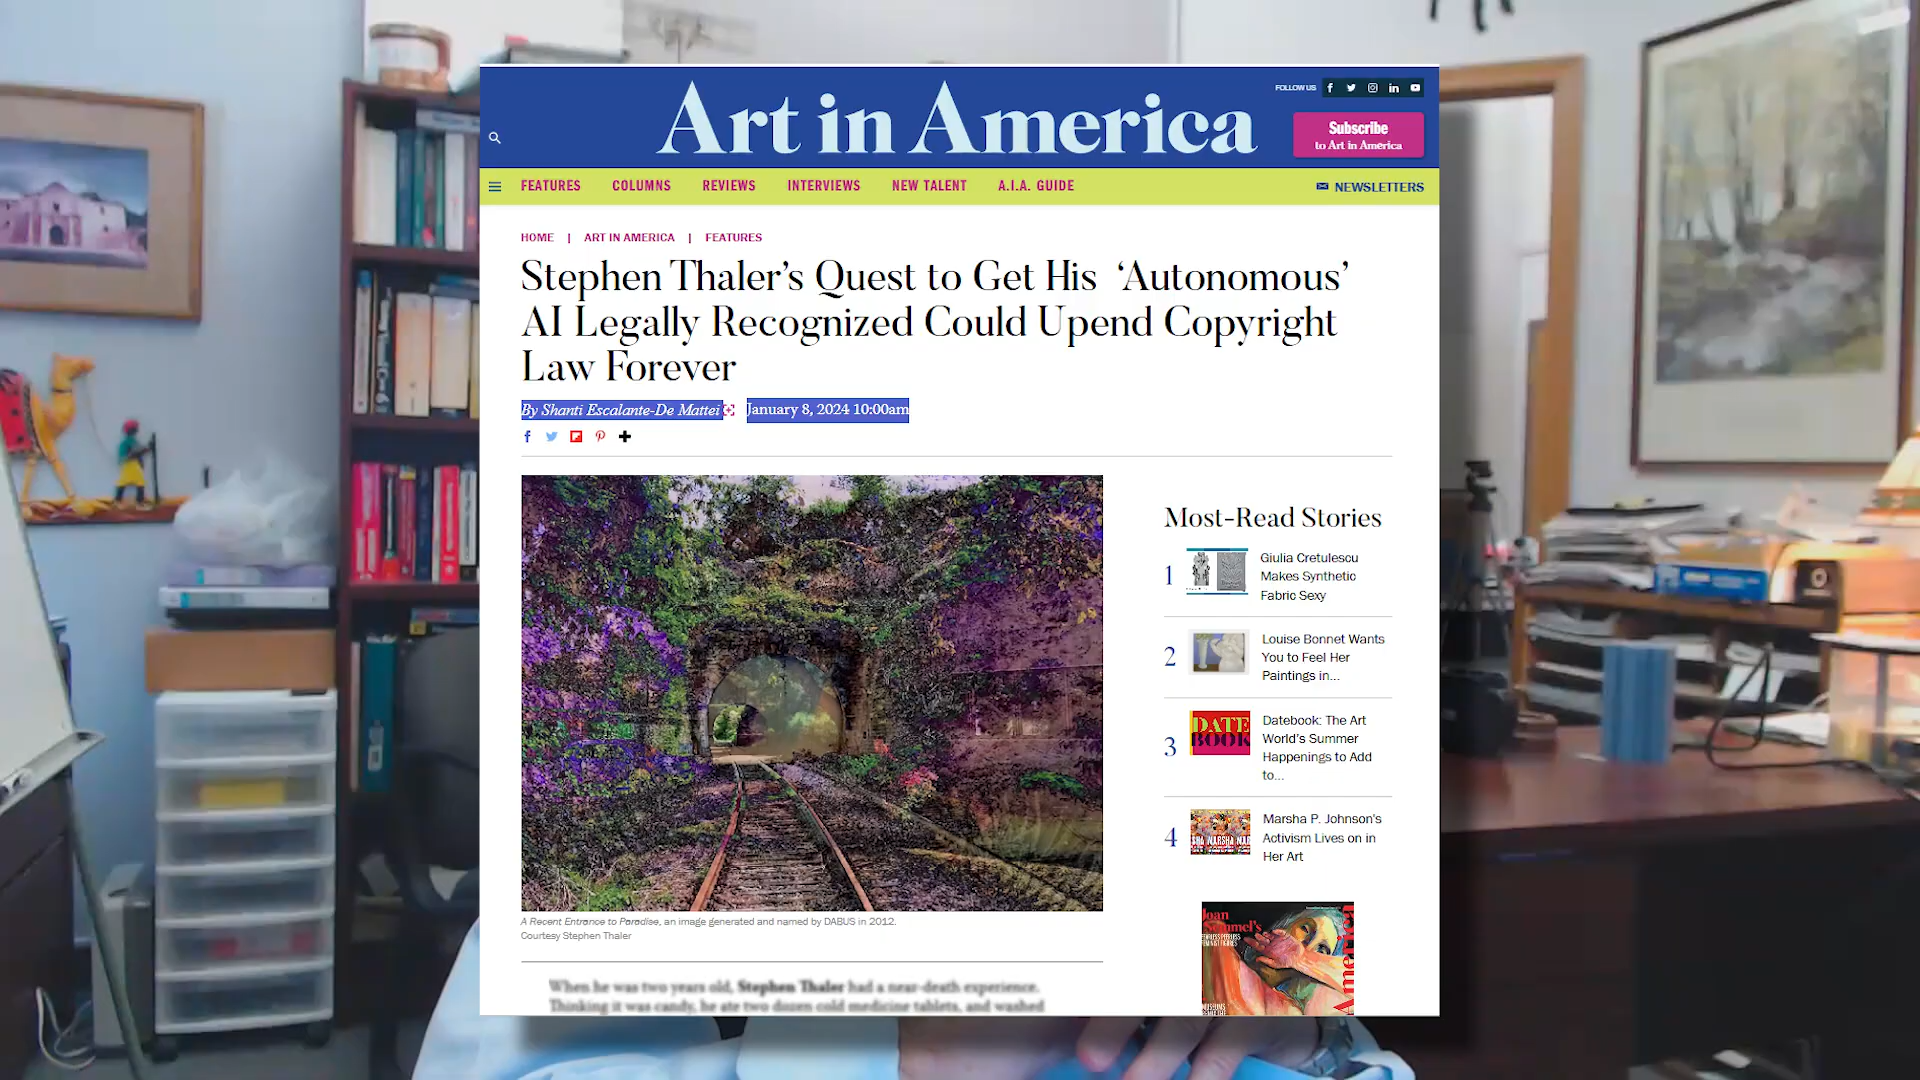 Art in America
FOLLOW US
Subscribe
to Art in America
FEATURES COLUMNS REVIEWS INTERVIEWS NEW TALENT A.I.A. GUIDE
NEWSLETTERS
HOME | ART IN AMERICA | FEATURES
Stephen Thaler's Quest to Get His 'Autonomous'
AI Legally Recognized Could Upend Copyright
Law Forever
By Shanti Escalante-De Mattei January 8, 2024 10:00am
A Recent Entrance to Paradise, an image generated and named by DABUS in 2012.
Courtesy Stephen Thaler
When he was two years old, Stephen Thaler had a near-death experience.
Thinking it was candy, he ate two dozen cold medicine tablets, and washed
Most-Read Stories
1
Giulia Cretulescu
Makes Synthetic
Fabric Sexy
2
Louise Bonnet Wants
You to Feel Her
Paintings in...
3
DATE
BOOK
Datebook: The Art
World's Summer
Happenings to Add
to...
4
Marsha P. Johnson's
Activism Lives on in
Her Art
Joan
Semmel's
America